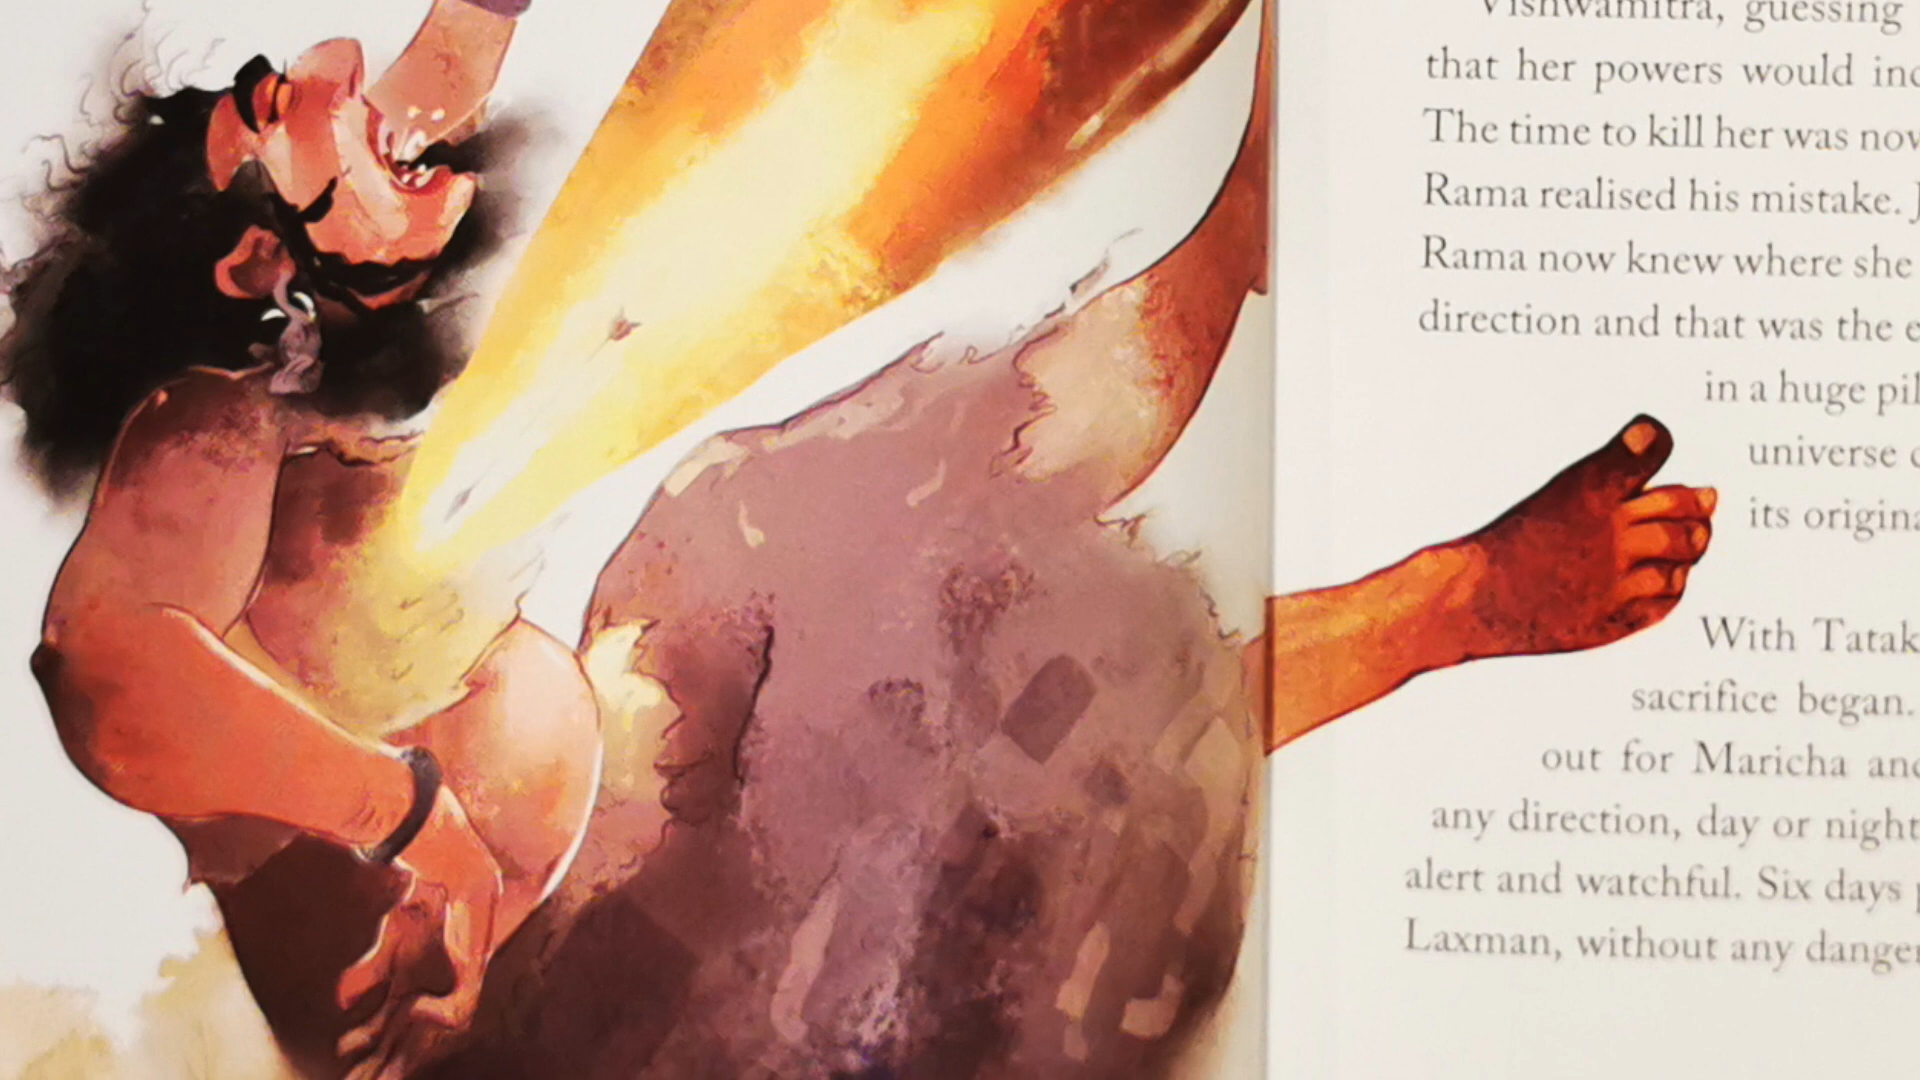 Vishwamitra, guessing
that her powers would inc
The time to kill her was now
Rama realised his mistake. J
Rama now knew where she
direction and that was the e
in a huge pil
universe c
its origina
With Tatak
sacrifice began.
out for Maricha and
any direction, day or night
alert and watchful. Six days p
Laxman, without any danger